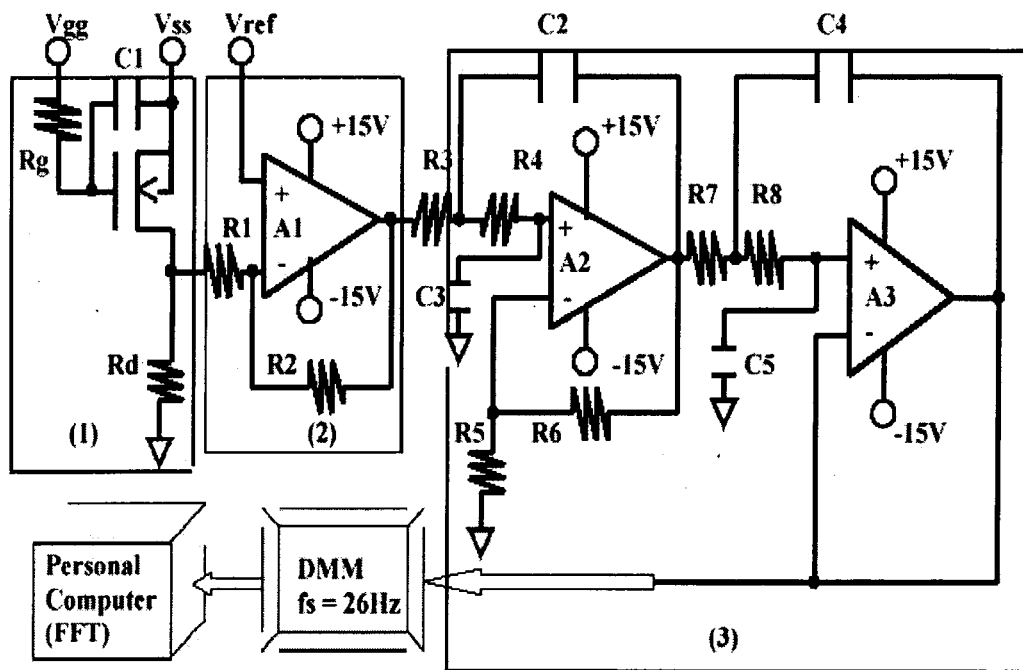 Vgg
Vss
Vref
C1
C2
C4
Rg
+15V
+15V
+15V
R1
+
A1
-
-15V
R3
R4
+
A2
-
-15V
R7
R8
+
A3
-
-15V
C3
C5
Rd
R2
R5
R6
(1)
(2)
(3)
Personal
Computer
(FFT)
DMM
fs = 26Hz